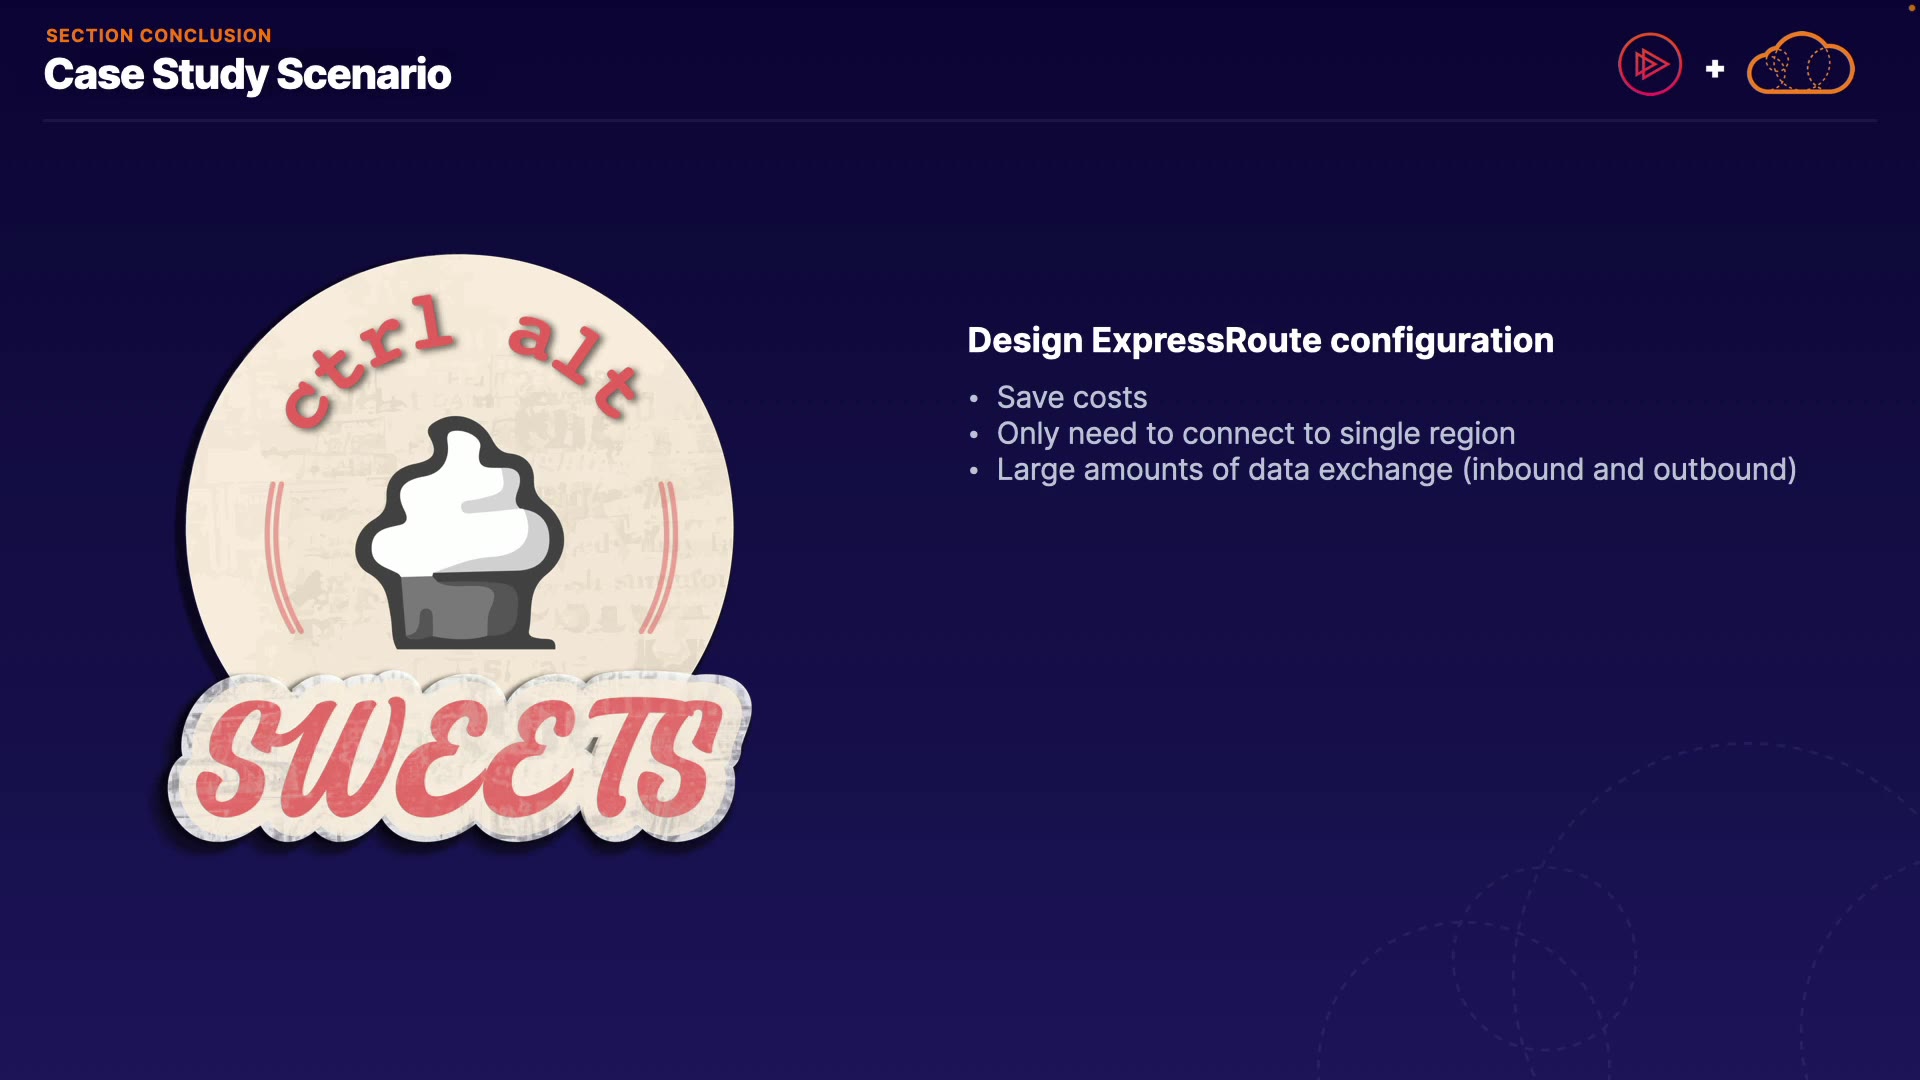 SECTION CONCLUSION
Case Study Scenario
+
ctrl alt
SWEETS
Design ExpressRoute configuration
• Save costs
• Only need to connect to single region
• Large amounts of data exchange (inbound and outbound)